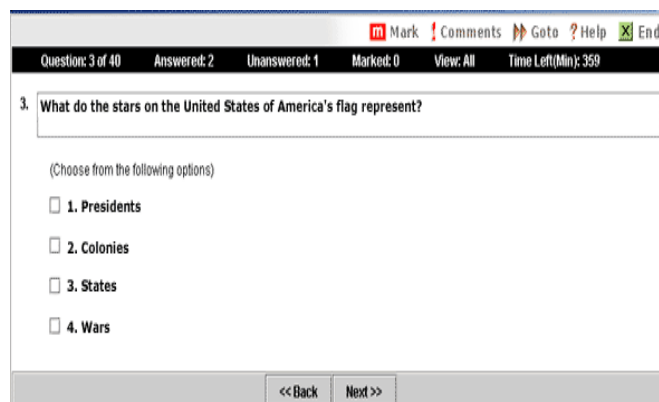 m Mark ! Comments Goto ? Help X End
Question: 3 of 40 Answered: 2 Unanswered: 1 Marked: 0 View: All Time Left(Min): 359
3. What do the stars on the United States of America's flag represent?
(Choose from the following options)
1. Presidents
2. Colonies
3. States
4. Wars
<< Back Next >>